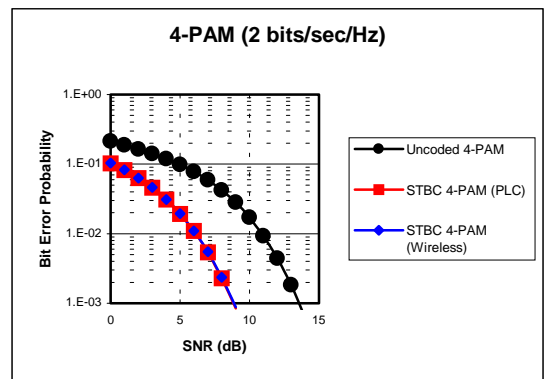 4-PAM (2 bits/sec/Hz)
1.E+00
1.E-01
1.E-02
1.E-03
Bit Error Probability
0
5
10
15
SNR (dB)
Uncoded 4-PAM
STBC 4-PAM (PLC)
STBC 4-PAM
(Wireless)